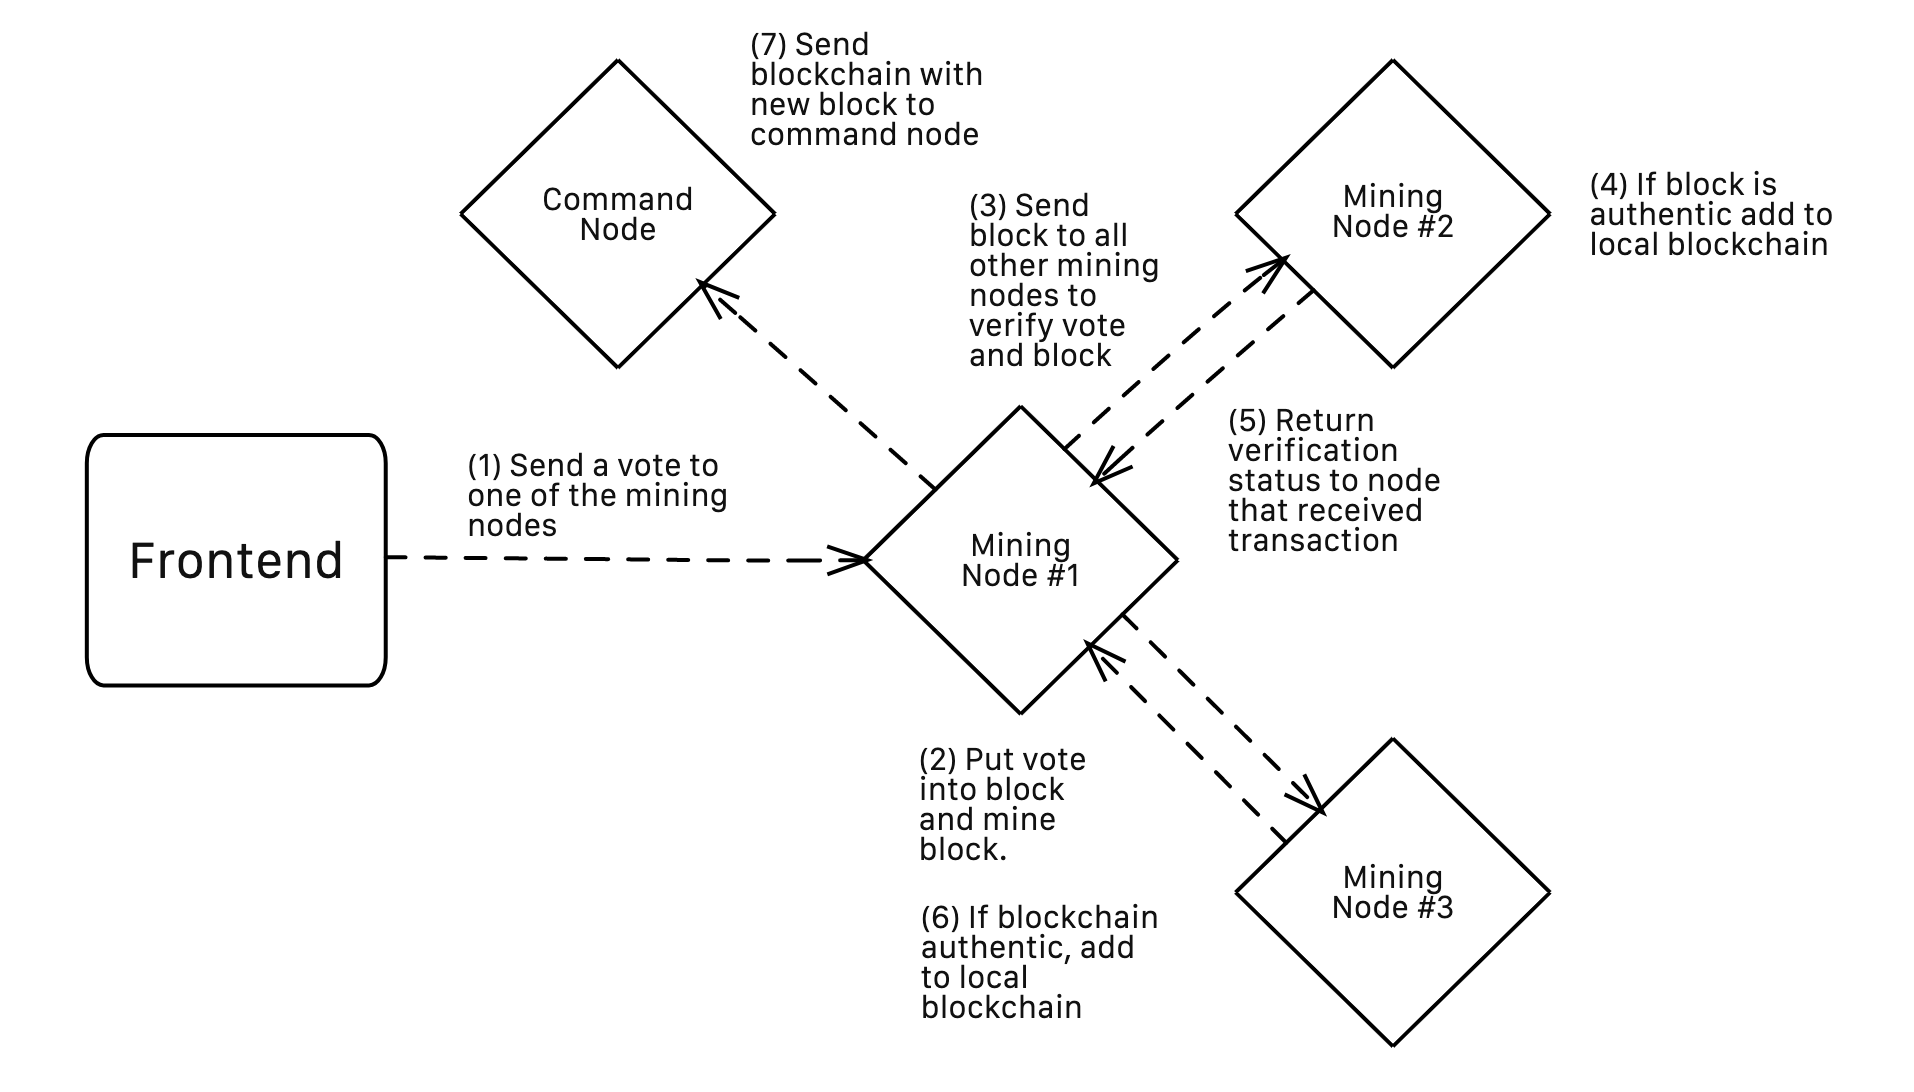 (7) Send
blockchain with
new block to
command node
Command
Node
(3) Send
block to all
other mining
nodes to
verify vote
and block
Mining
Node #2
(4) If block is
authentic add to
local blockchain
Frontend
(1) Send a vote to
one of the mining
nodes
Mining
Node #1
(5) Return
verification
status to node
that received
transaction
(2) Put vote
into block
and mine
block.
(6) If blockchain
authentic, add
to local
blockchain
Mining
Node #3